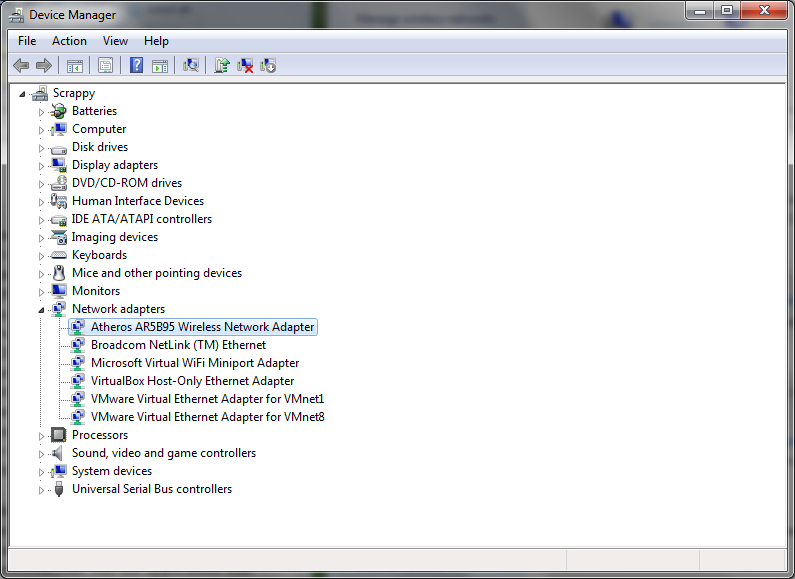 Device Manager
File Action View Help
Scrappy
Batteries
Computer
Disk drives
Display adapters
DVD/CD-ROM drives
Human Interface Devices
IDE ATA/ATAPI controllers
Imaging devices
Keyboards
Mice and other pointing devices
Monitors
Network adapters
Atheros AR5B95 Wireless Network Adapter
Broadcom NetLink (TM) Ethernet
Microsoft Virtual WiFi Miniport Adapter
VirtualBox Host-Only Ethernet Adapter
VMware Virtual Ethernet Adapter for VMnet1
VMware Virtual Ethernet Adapter for VMnet8
Processors
Sound, video and game controllers
System devices
Universal Serial Bus controllers